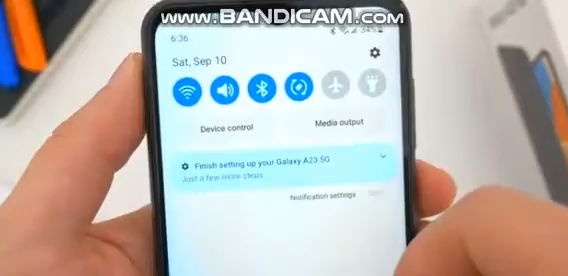 www.BANDICAM.com
6:36
34%
Sat, Sep 10
Device control
Media output
Finish setting up your Galaxy A23 5G
Just a few more steps
Notification settings